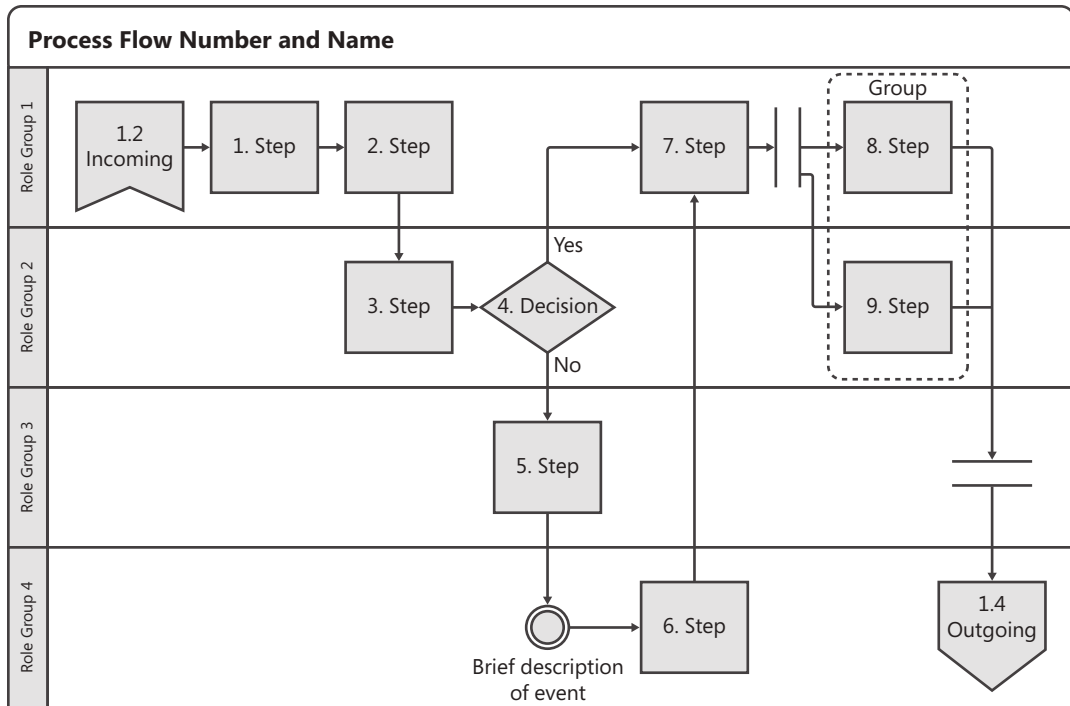 Process Flow Number and Name
Role Group 1
1.2
Incoming
1. Step
2. Step
7. Step
Group
8. Step
Role Group 2
3. Step
4. Decision
Yes
No
9. Step
Role Group 3
5. Step
Role Group 4
Brief description
of event
6. Step
1.4
Outgoing